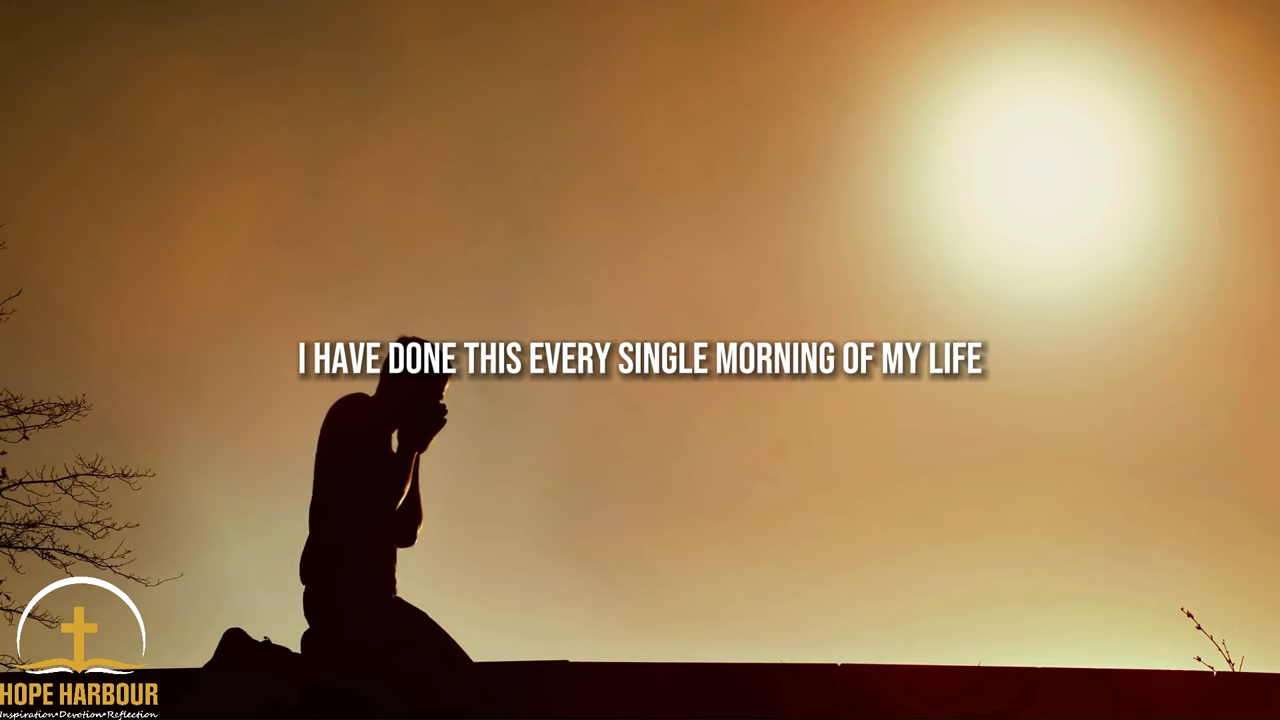 I HAVE DONE THIS EVERY SINGLE MORNING OF MY LIFE
HOPE HARBOUR
Inspiration•Devotion•Reflection